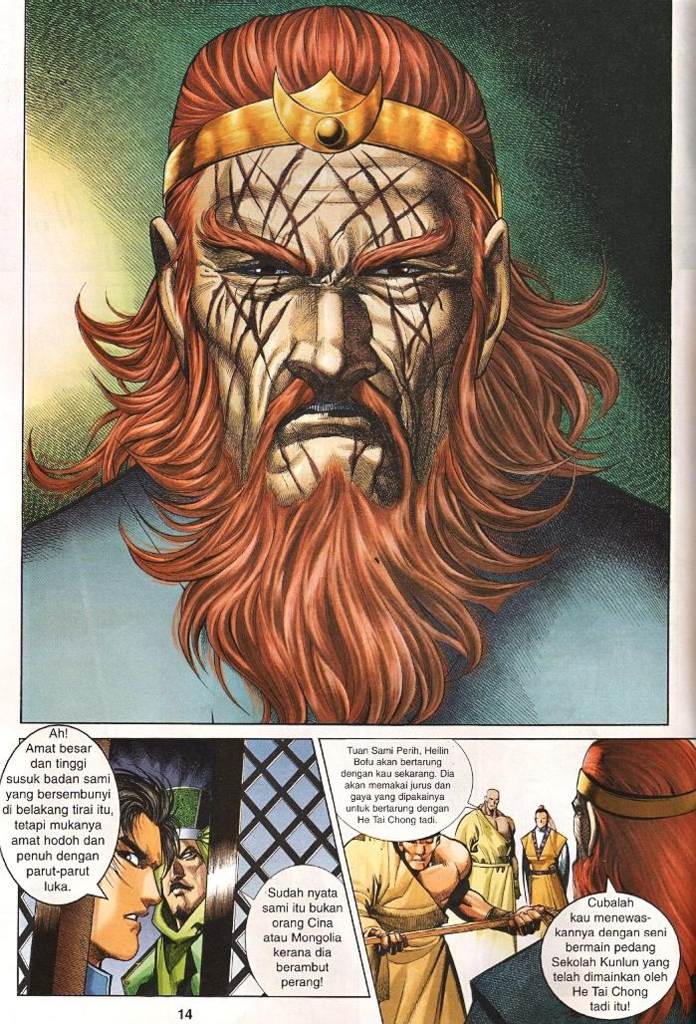 Ah!
Amat besar
dan tinggi
susuk badan sami
yang bersembunyi
di belakang tirai itu,
tetapi mukanya
amat hodoh dan
penuh dengan
parut-parut
luka.
Sudah nyata
sami itu bukan
orang Cina
atau Mongolia
kerana dia
berambut
perang!
Tuan Sami Perih, Heilin
Bofu akan bertarung
dengan kau sekarang. Dia
akan memakai jurus dan
gaya yang dipakainya
untuk bertarung dengan
He Tai Chong tadi.
Cubalah
kau menewas-
kannya dengan seni
bermain pedang
Sekolah Kunlun yang
telah dimainkan oleh
He Tai Chong
tadi itu!
14